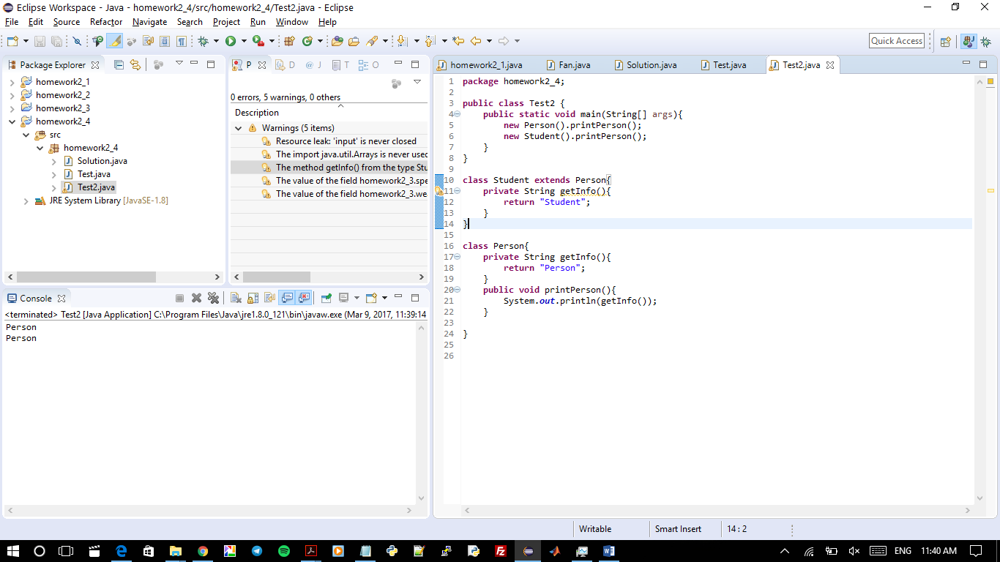 Eclipse Workspace - Java - homework2_4/src/homework2_4/Test2.java - Eclipse
File Edit Source Refactor Navigate Search Project Run Window Help
Quick Access
Package Explorer
homework2_1
homework2_2
homework2_3
homework2_4
src
homework2_4
Solution.java
Test.java
Test2.java
JRE System Library [JavaSE-1.8]
P D @ J T O
0 errors, 5 warnings, 0 others
Description
Warnings (5 items)
Resource leak: 'input' is never closed
The import java.util.Arrays is never used
The method getInfo() from the type Stu
The value of the field homework2_3.spe
The value of the field homework2_3.we
Console
<terminated> Test2 [Java Application] C:\Program Files\Java\jre1.8.0_121\bin\javaw.exe (Mar 9, 2017, 11:39:14
Person
Person
homework2_1.java Fan.java Solution.java Test.java Test2.java
1 package homework2_4;
2
3 public class Test2 {
4 public static void main(String[] args){
5 new Person().printPerson();
6 new Student().printPerson();
7 }
8 }
9
10 class Student extends Person{
11 private String getInfo(){
12 return "Student";
13 }
14 }
15
16 class Person{
17 private String getInfo(){
18 return "Person";
19 }
20 public void printPerson(){
21 System.out.println(getInfo());
22 }
23
24 }
25
26
Writable Smart Insert 14 : 2
ENG 11:40 AM